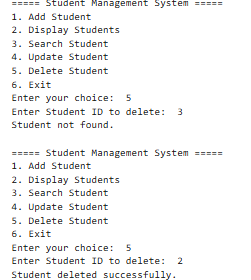 ===== Student Management System =====
1. Add Student
2. Display Students
3. Search Student
4. Update Student
5. Delete Student
6. Exit
Enter your choice:  5
Enter Student ID to delete:  3
Student not found.

===== Student Management System =====
1. Add Student
2. Display Students
3. Search Student
4. Update Student
5. Delete Student
6. Exit
Enter your choice:  5
Enter Student ID to delete:  2
Student deleted successfully.